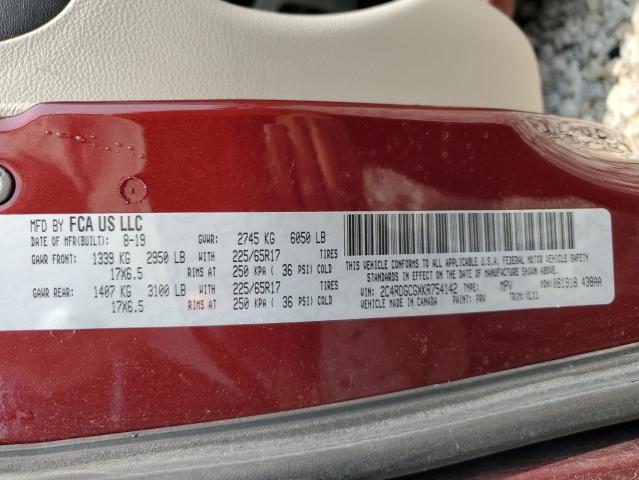 MFD BY FCA US LLC
DATE OF MFR(BUILT): 8-19 GVWR: 2745 KG 6050 LB
GAWR FRONT: 1339 KG 2950 LB WITH 225/65R17 TIRES
17X6.5 RIMS AT 250 KPA ( 36 PSI) COLD
GAWR REAR: 1407 KG 3100 LB WITH 225/65R17 TIRES
17X6.5 RIMS AT 250 KPA ( 36 PSI) COLD
THIS VEHICLE CONFORMS TO ALL APPLICABLE U.S.A. FEDERAL MOTOR VEHICLE SAFETY
STANDARDS IN EFFECT ON THE DATE OF MANUFACTURE SHOWN ABOVE.
VIN: 2C4RDGCGXKR754142 TYPE: MPV MDH: 081918 438AA
VEHICLE MADE IN CANADA PAINT: PRV TRIM: